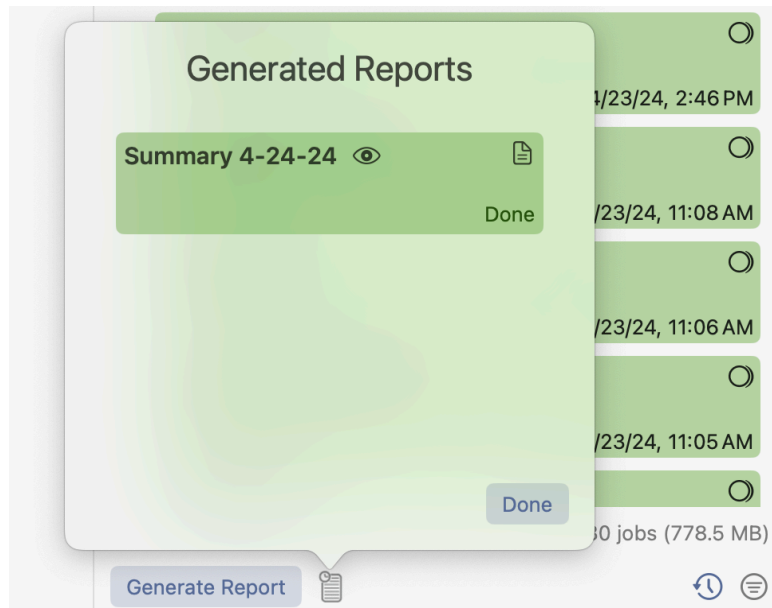 Generated Reports
Summary 4-24-24
Done
Done
4/23/24, 2:46 PM
/23/24, 11:08 AM
/23/24, 11:06 AM
/23/24, 11:05 AM
0 jobs (778.5 MB)
Generate Report